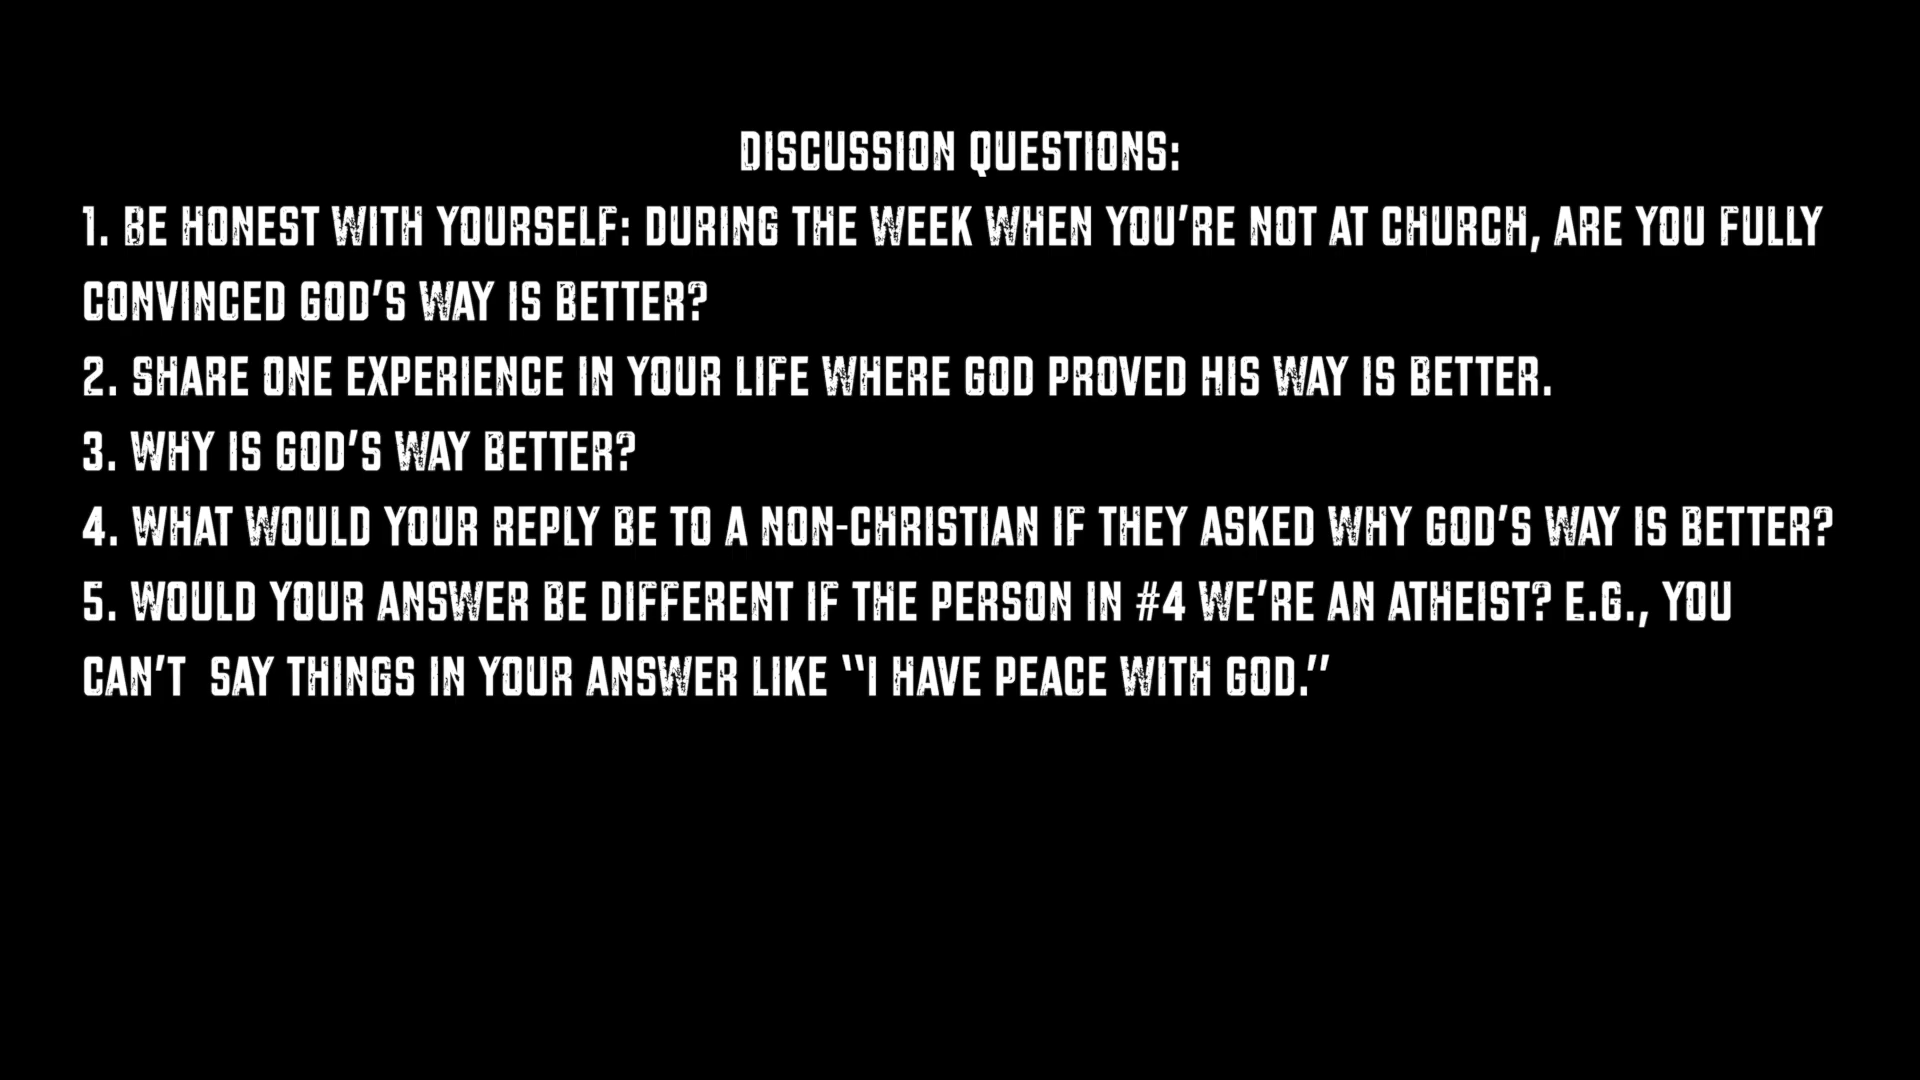 DISCUSSION QUESTIONS:
1. BE HONEST WITH YOURSELF: DURING THE WEEK WHEN YOU'RE NOT AT CHURCH, ARE YOU FULLY
CONVINCED GOD'S WAY IS BETTER?
2. SHARE ONE EXPERIENCE IN YOUR LIFE WHERE GOD PROVED HIS WAY IS BETTER.
3. WHY IS GOD'S WAY BETTER?
4. WHAT WOULD YOUR REPLY BE TO A NON-CHRISTIAN IF THEY ASKED WHY GOD'S WAY IS BETTER?
5. WOULD YOUR ANSWER BE DIFFERENT IF THE PERSON IN #4 WE'RE AN ATHEIST? E.G., YOU
CAN'T  SAY THINGS IN YOUR ANSWER LIKE “I HAVE PEACE WITH GOD.”